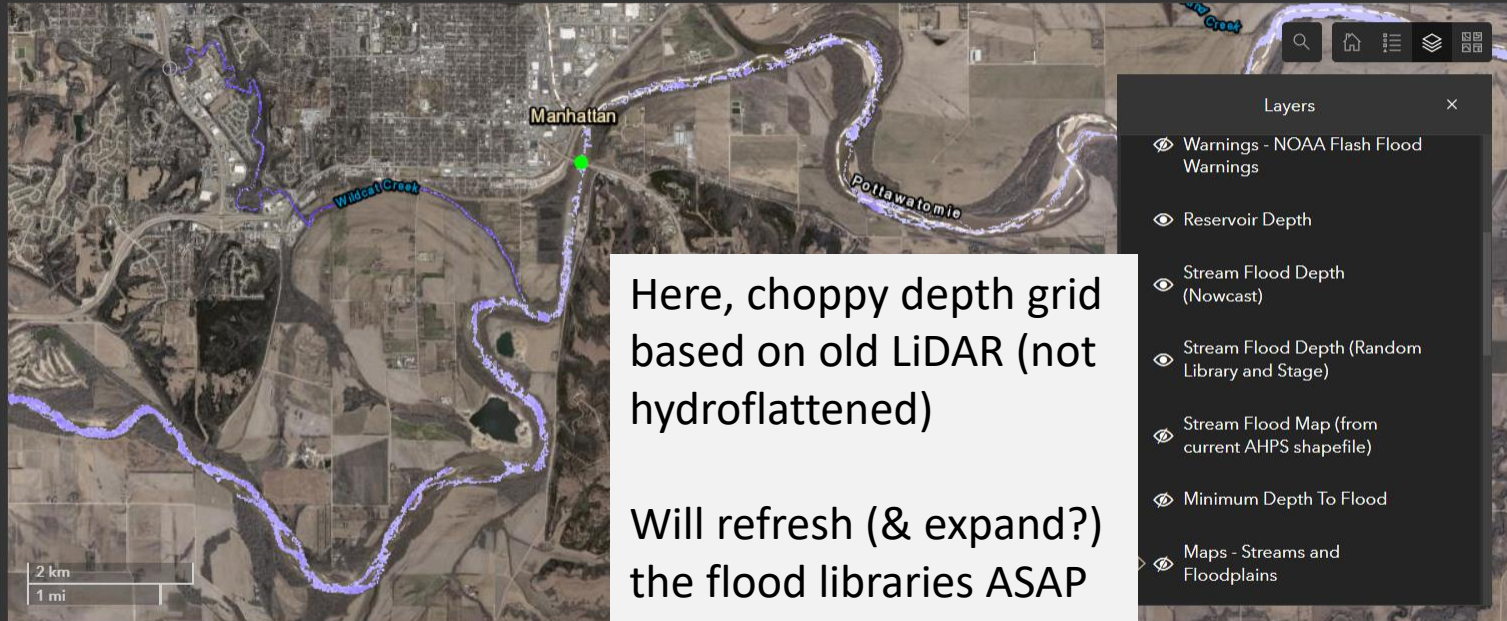 Creek
Layers
Manhattan
Warnings - NOAA Flash Flood
Warnings
Wildcat Creek
Pottawatomie
Reservoir Depth
Stream Flood Depth
(Nowcast)
Stream Flood Depth (Random
Library and Stage)
Stream Flood Map (from
current AHPS shapefile)
Minimum Depth To Flood
Maps - Streams and
Floodplains
Here, choppy depth grid
based on old LiDAR (not
hydroflattened)
Will refresh (& expand?)
the flood libraries ASAP
2 km
1 mi